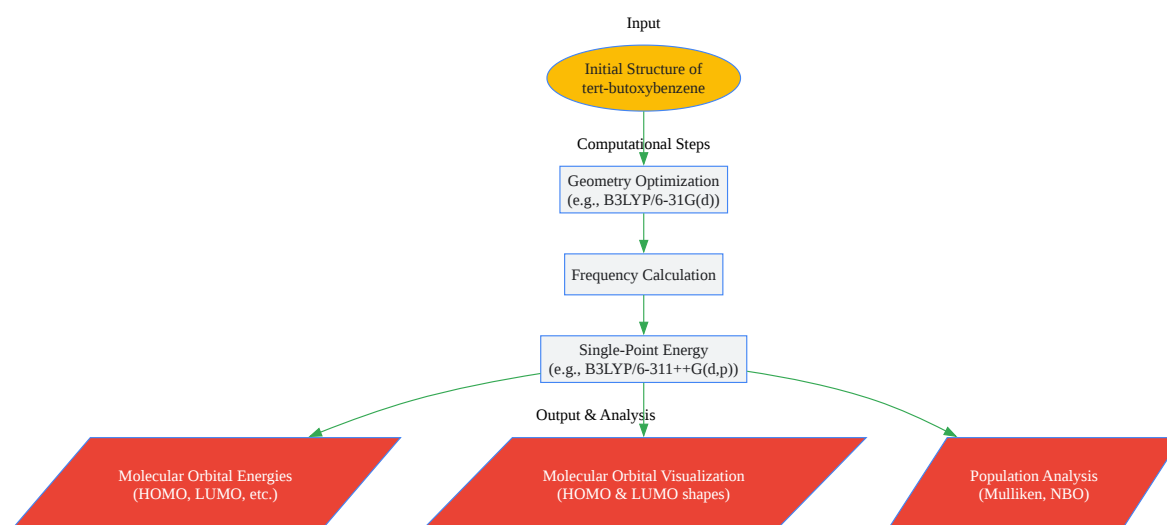 Input
Initial Structure of
tert-butoxybenzene
Computational Steps
Geometry Optimization
(e.g., B3LYP/6-31G(d))
Frequency Calculation
Single-Point Energy
(e.g., B3LYP/6-311++G(d,p))
Output & Analysis
Molecular Orbital Energies
(HOMO, LUMO, etc.)
Molecular Orbital Visualization
(HOMO & LUMO shapes)
Population Analysis
(Mulliken, NBO)